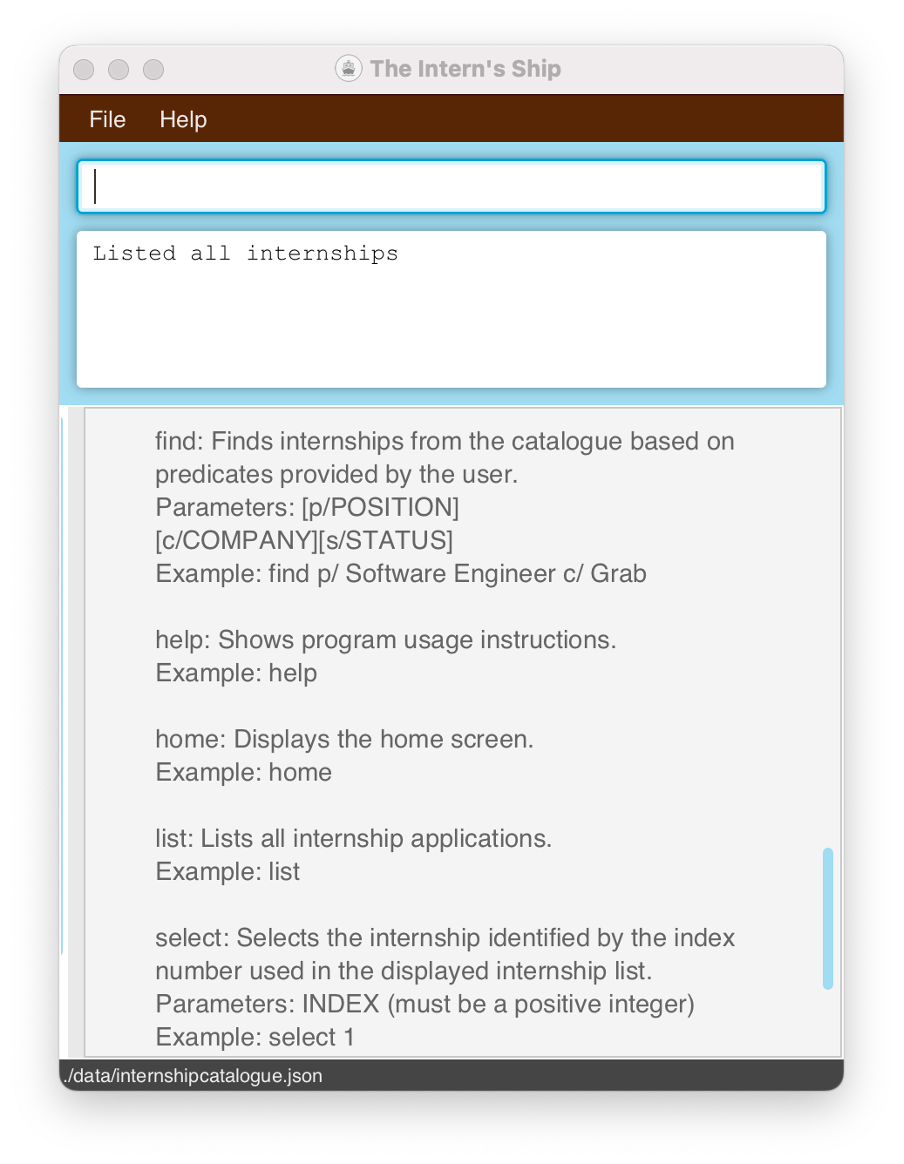 The Intern's Ship
File Help
Listed all internships
find: Finds internships from the catalogue based on
predicates provided by the user.
Parameters: [p/POSITION]
[c/COMPANY][s/STATUS]
Example: find p/ Software Engineer c/ Grab
help: Shows program usage instructions.
Example: help
home: Displays the home screen.
Example: home
list: Lists all internship applications.
Example: list
select: Selects the internship identified by the index
number used in the displayed internship list.
Parameters: INDEX (must be a positive integer)
Example: select 1
./data/internshipcatalogue.json